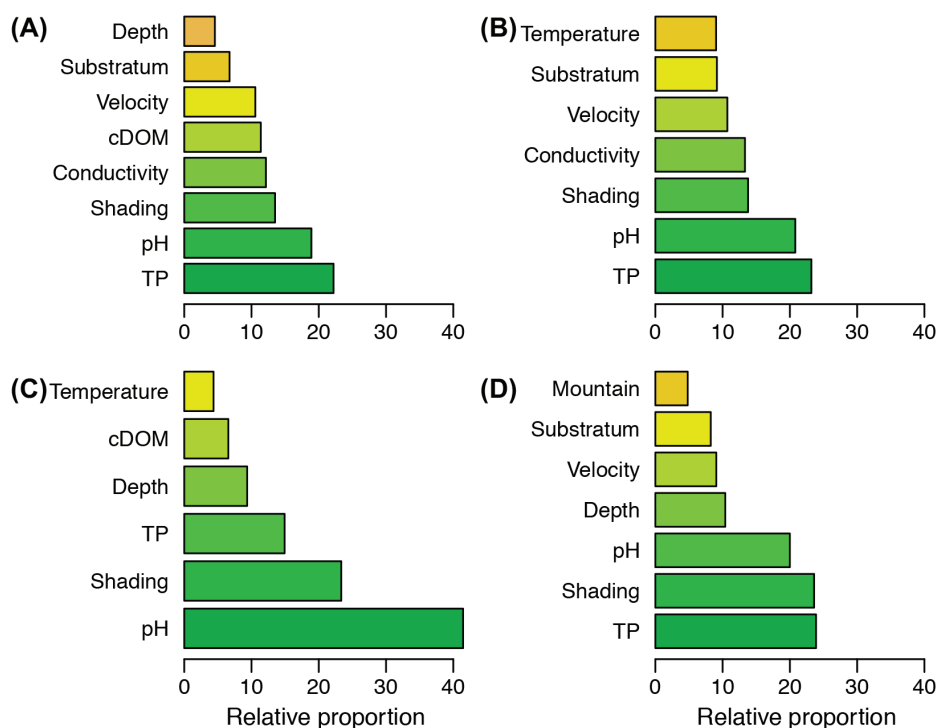 (A)
Depth
Substratum
Velocity
cDOM
Conductivity
Shading
pH
TP
0 10 20 30 40
(B)
Temperature
Substratum
Velocity
Conductivity
Shading
pH
TP
0 10 20 30 40
(C)
Temperature
cDOM
Depth
TP
Shading
pH
0 10 20 30 40
Relative proportion
(D)
Mountain
Substratum
Velocity
Depth
pH
Shading
TP
0 10 20 30 40
Relative proportion